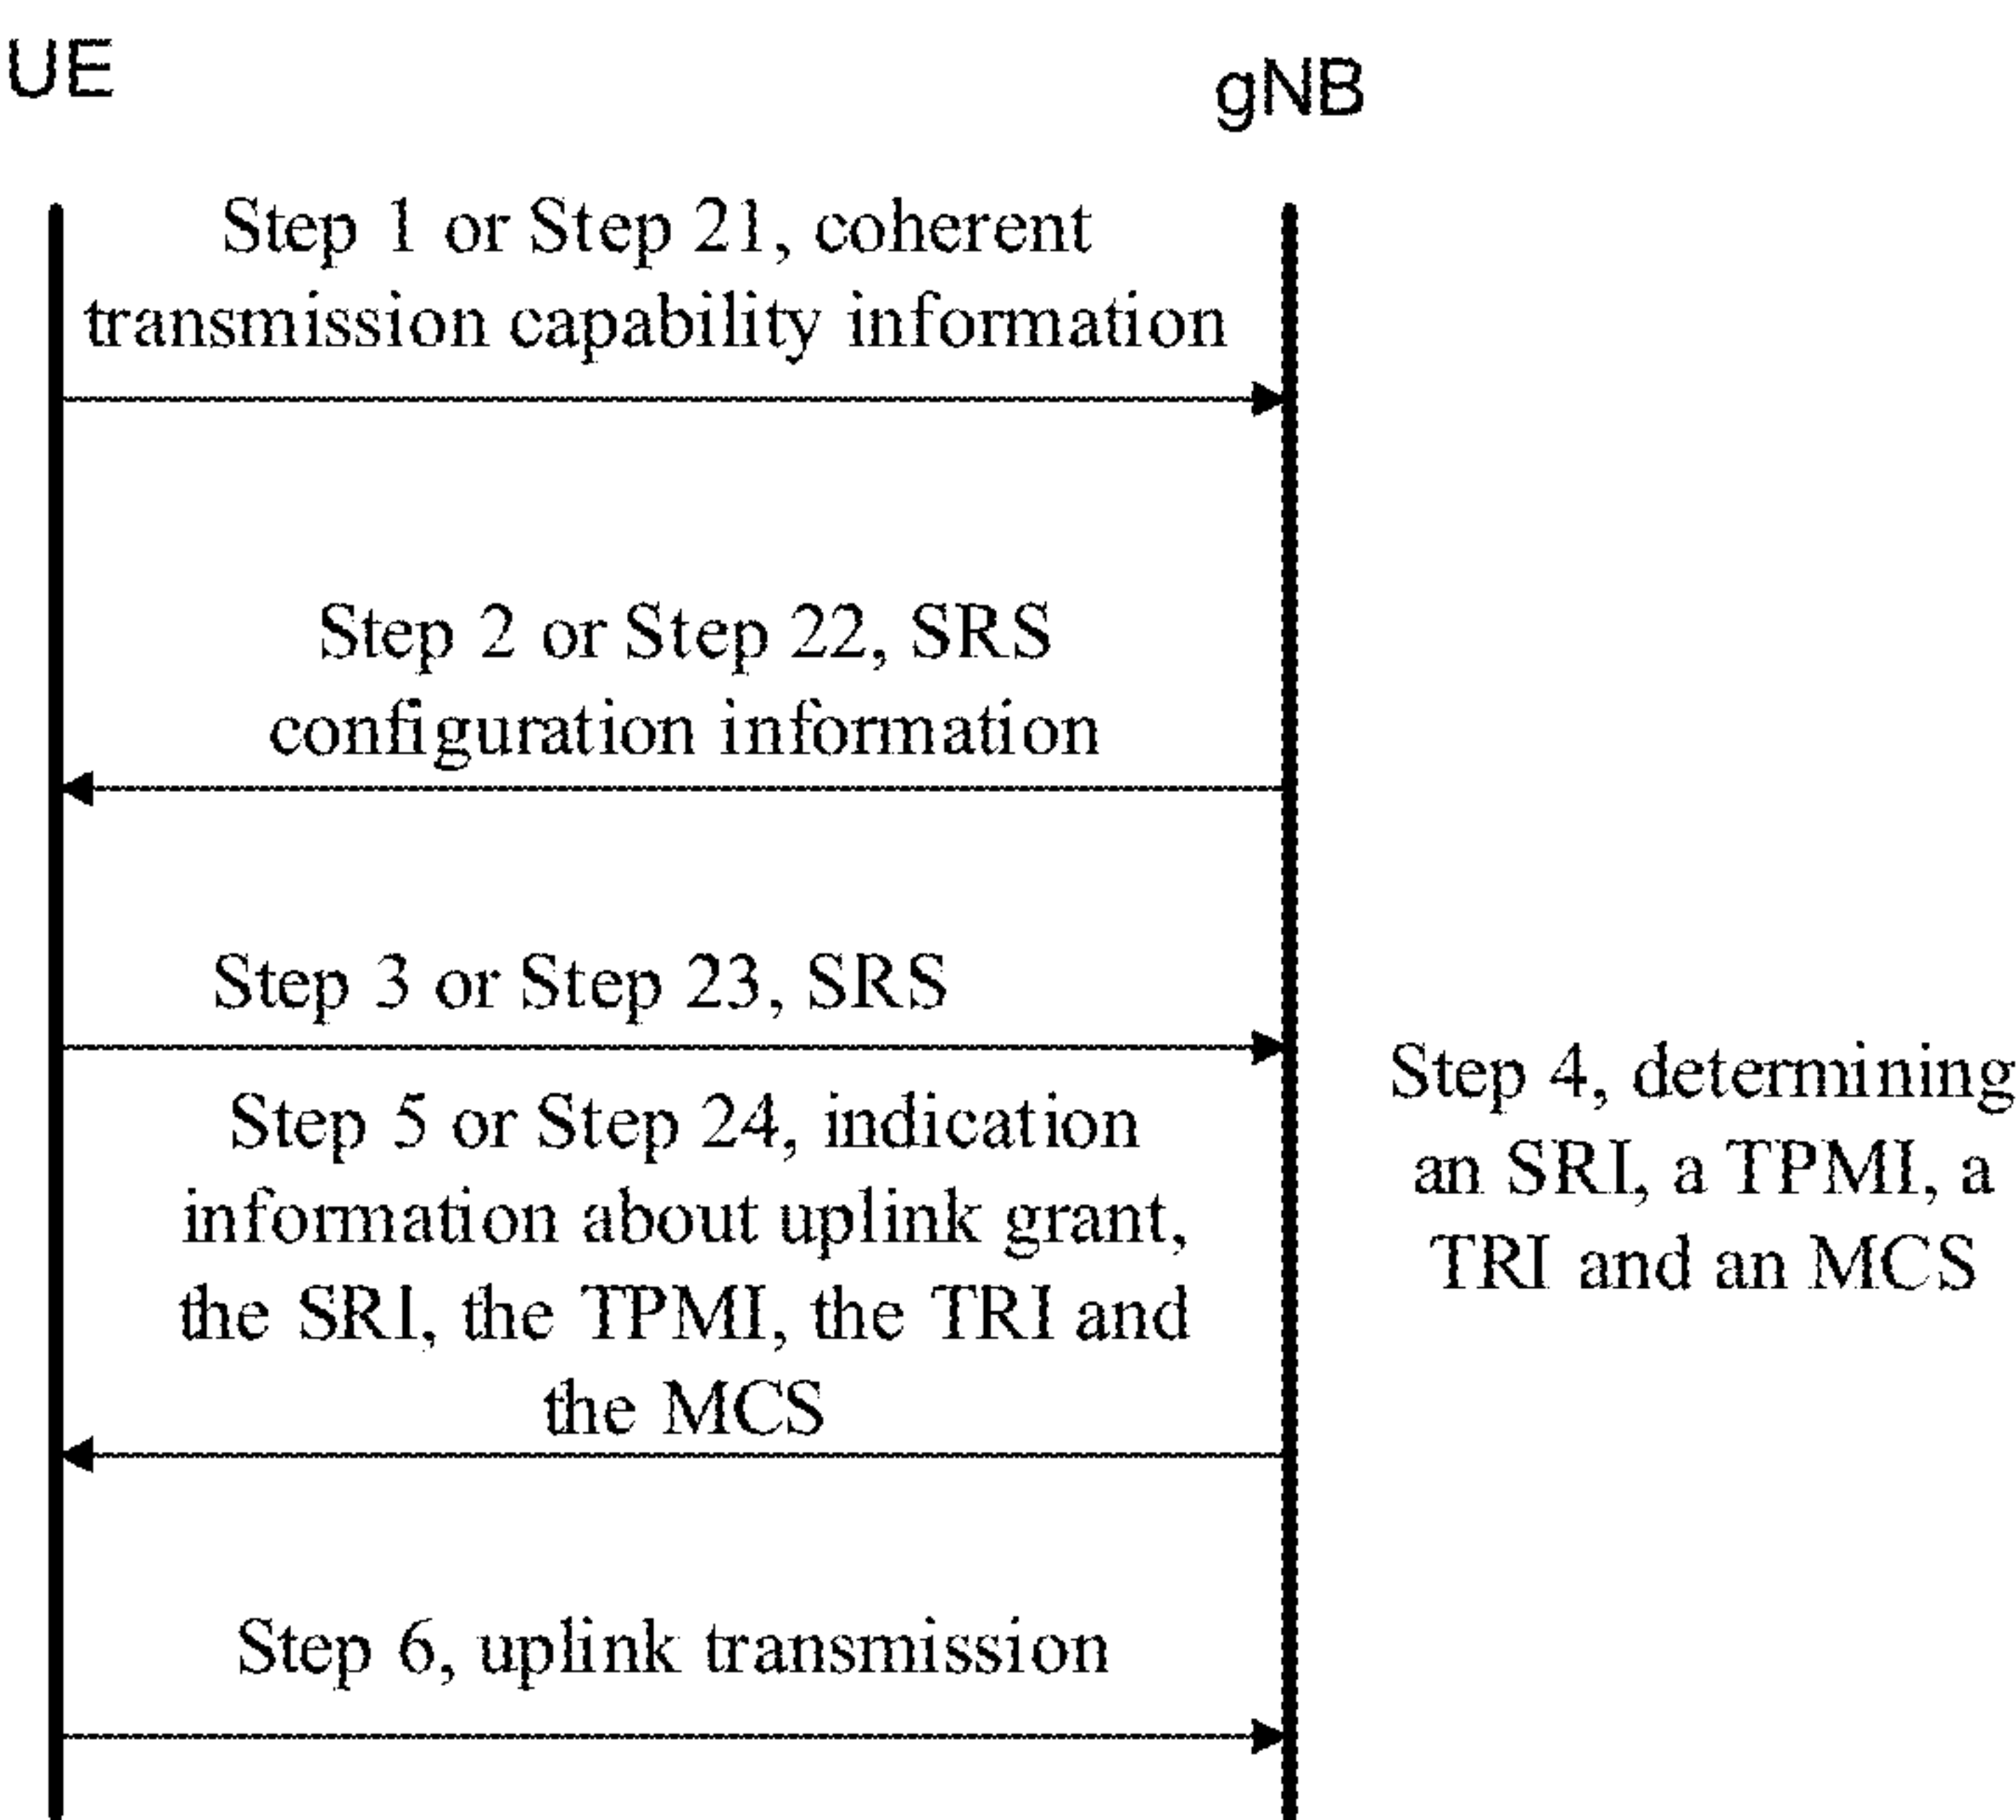 UE
gNB
Step 1 or Step 21, coherent
transmission capability information
Step 2 or Step 22, SRS
configuration information
Step 3 or Step 23, SRS
Step 4, determining
an SRI, a TPMI, a
TRI and an MCS
Step 5 or Step 24, indication
information about uplink grant,
the SRI, the TPMI, the TRI and
the MCS
Step 6, uplink transmission